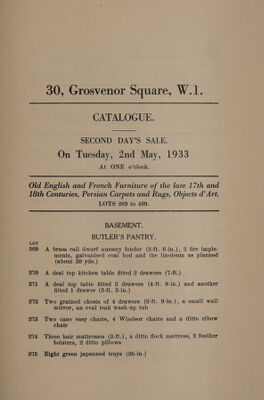 30, Grosvenor Square, W.1.
CATALOGUE.
SECOND DAY'S SALE.
On Tuesday, 2nd May, 1933
At ONE o'clock.
Old English and French Furniture of the late 17th and
18th Centuries, Persian Carpets and Rugs, Objects d'Art.
LOTS 269 to 499.
BASEMENT.
BUTLER'S PANTRY.
LOT
269 A brass rail dwarf nursery fender (3-ft. 6-in.), 2 fire imple-
ments, galvanised coal hod and the linoleum as planned
(about 30 yds.)
270 A deal top kitchen table fitted 2 drawers (7-ft.)
271 A deal top table fitted 2 drawers (4-ft. 8-in.) and another
fitted 1 drawer (3-ft. 3-in.)
272 Two grained chests of 4 drawers (2-ft. 9-in.), a small wall
mirror, an oval teak wash-up tub
273 Two cane easy chairs, 4 Windsor chairs and a ditto elbow
chair
274 Three hair mattresses (3-ft.), a ditto flock mattress, 2 feather
bolsters, 2 ditto pillows
275 Eight green japanned trays (26-in.)